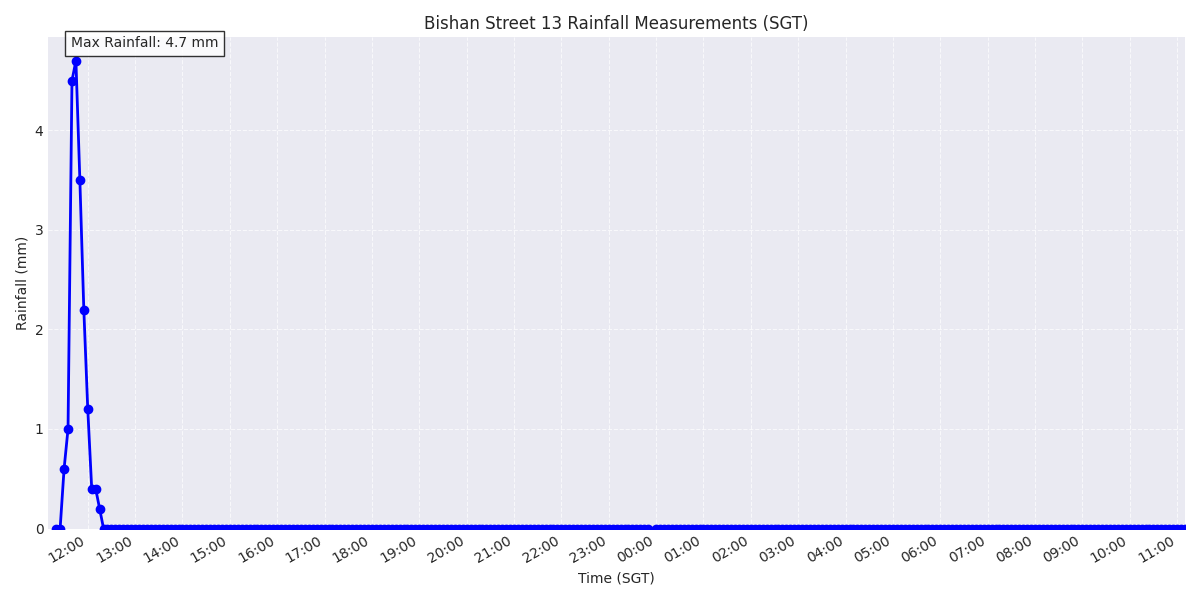 Bishan Street 13 Rainfall Measurements (SGT)
Max Rainfall: 4.7 mm
4
3
2
1
0
Rainfall (mm)
12:00 13:00 14:00 15:00 16:00 17:00 18:00 19:00 20:00 21:00 22:00 23:00 00:00 01:00 02:00 03:00 04:00 05:00 06:00 07:00 08:00 09:00 10:00 11:00
Time (SGT)